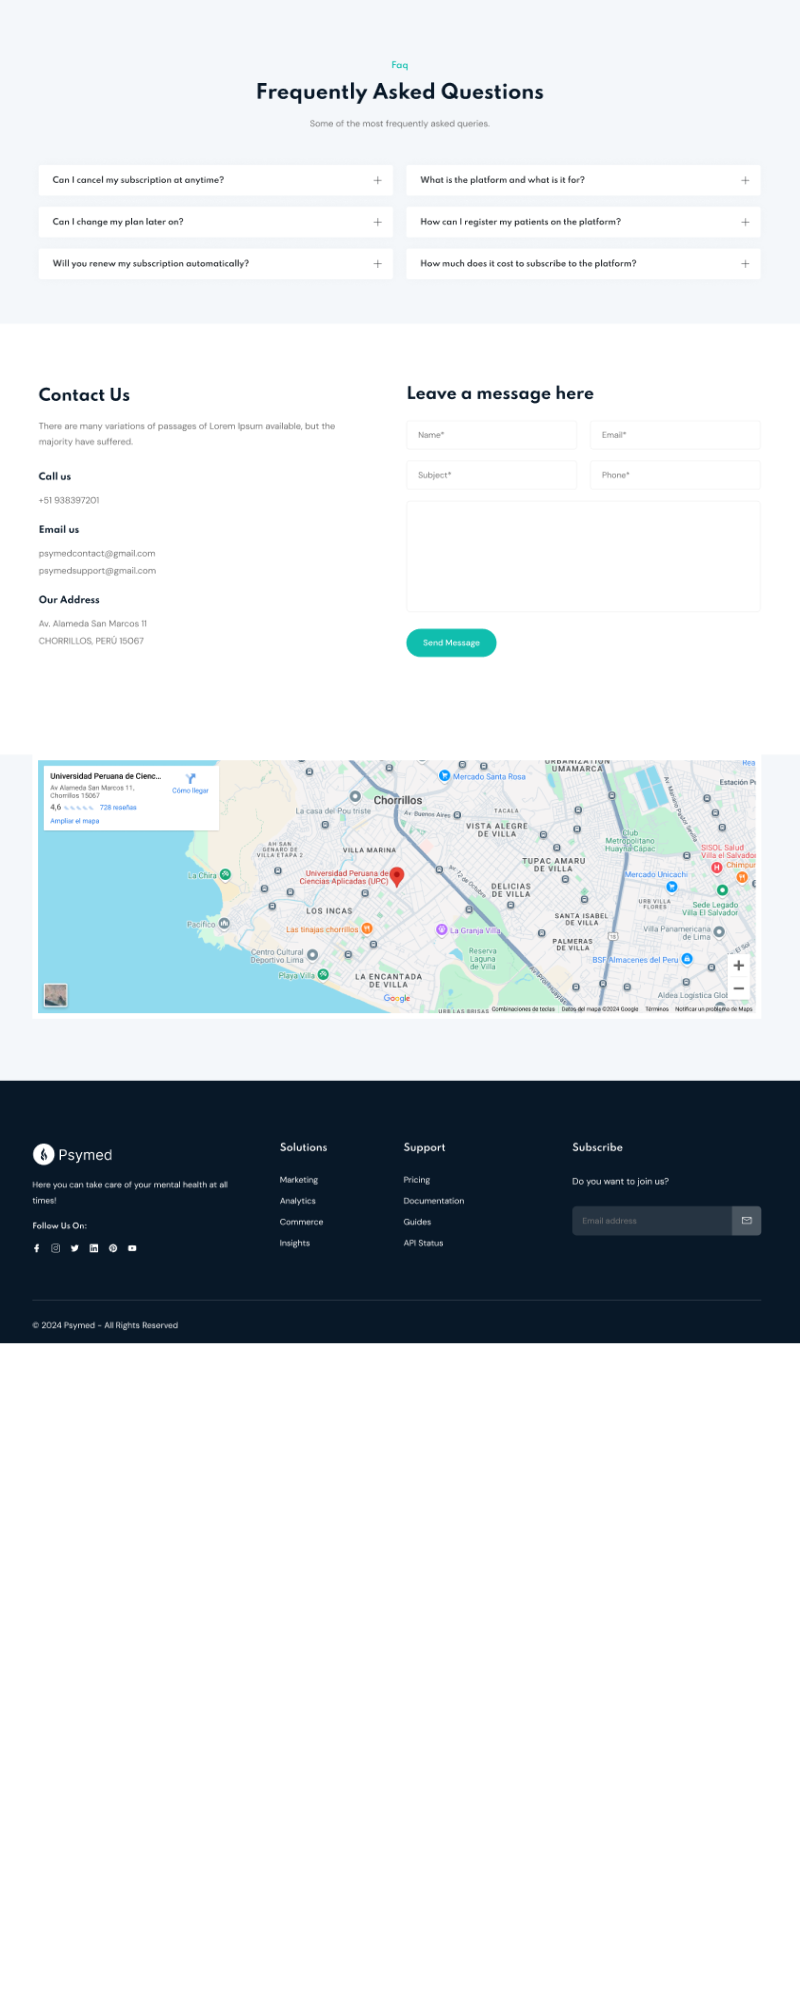 Faq
Frequently Asked Questions
Some of the most frequently asked queries.
Can I cancel my subscription at anytime?
What is the platform and what is it for?
Can I change my plan later on?
How can I register my patients on the platform?
Will you renew my subscription automatically?
How much does it cost to subscribe to the platform?
Contact Us
There are many variations of passages of Lorem Ipsum available, but the
majority have suffered.
Call us
+51 938397201
Email us
psymedcontact@gmail.com
psymedsupport@gmail.com
Our Address
Av. Alameda San Marcos 11
CHORRILLOS, PERÚ 15067
Leave a message here
Name*
Email*
Subject*
Phone*
Send Message
Universidad Peruana de Cienc...
Av Alameda San Marcos 11,
Chorrillos 15067
4,6
728 reseñas
Ampliar el mapa
Cómo llegar
URBANIZACION
UMAMARCA
Mercado Santa Rosa
Estación
Chorrillos
La casa del Pou triste
Av. Buenos Aires
TACALA
VISTA ALEGRE
DE VILLA
Club
Metropolitano
Huayna Capac
AH SAN
GENARO DE
VILLA ETAPA 2
VILLA MARINA
SISOL Salud
Villa el Salvador
TUPAC AMARU
DE VILLA
La Chira
Universidad Peruana de
Ciencias Aplicadas (UPC)
Mercado Unicachi
DELICIAS
DE VILLA
URB VILLA
FLORES
Sede Legado
Villa El Salvador
LOS INCAS
SANTA ISABEL
DE VILLA
Pacífico
Las tinajas chorrillos
La Granja Villa
Villa Panamericana
de Lima
PALMERAS
DE VILLA
Centro Cultural
Deportivo Lima
Reserva
Laguna
de Villa
BSF Almacenes del Peru
Playa Villa
LA ENCANTADA
DE VILLA
Aldea Logística
Google
URB LAS BRISAS
Combinaciones de teclas
Datos del mapa ©2024 Google
Términos
Notificar un problema de Maps
Psymed
Here you can take care of your mental health at all
times!
Follow Us On:
Solutions
Marketing
Analytics
Commerce
Insights
Support
Pricing
Documentation
Guides
API Status
Subscribe
Do you want to join us?
Email address
© 2024 Psymed - All Rights Reserved